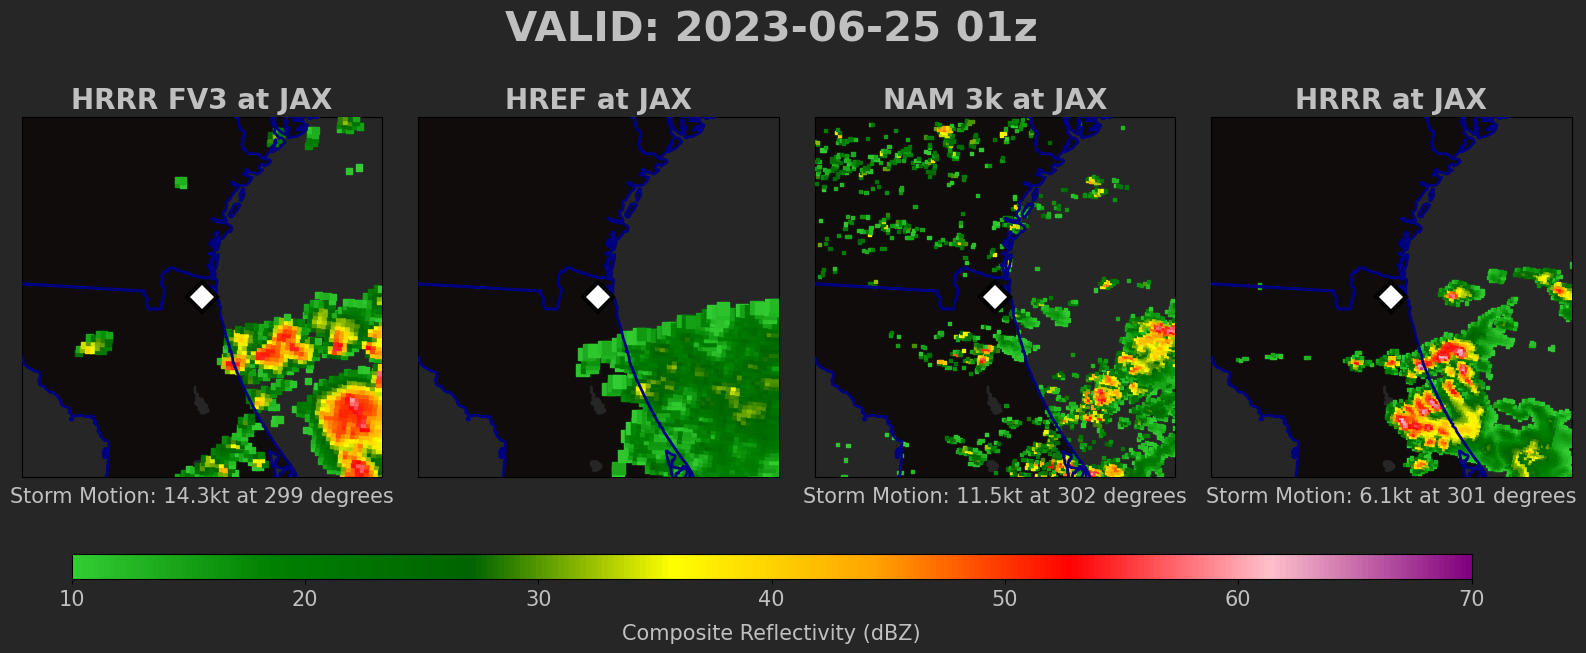 VALID: 2023-06-25 01z
HRRR FV3 at JAX
HREF at JAX
NAM 3k at JAX
HRRR at JAX
Storm Motion: 14.3kt at 299 degrees
Storm Motion: 11.5kt at 302 degrees
Storm Motion: 6.1kt at 301 degrees
10 20 30 40 50 60 70
Composite Reflectivity (dBZ)